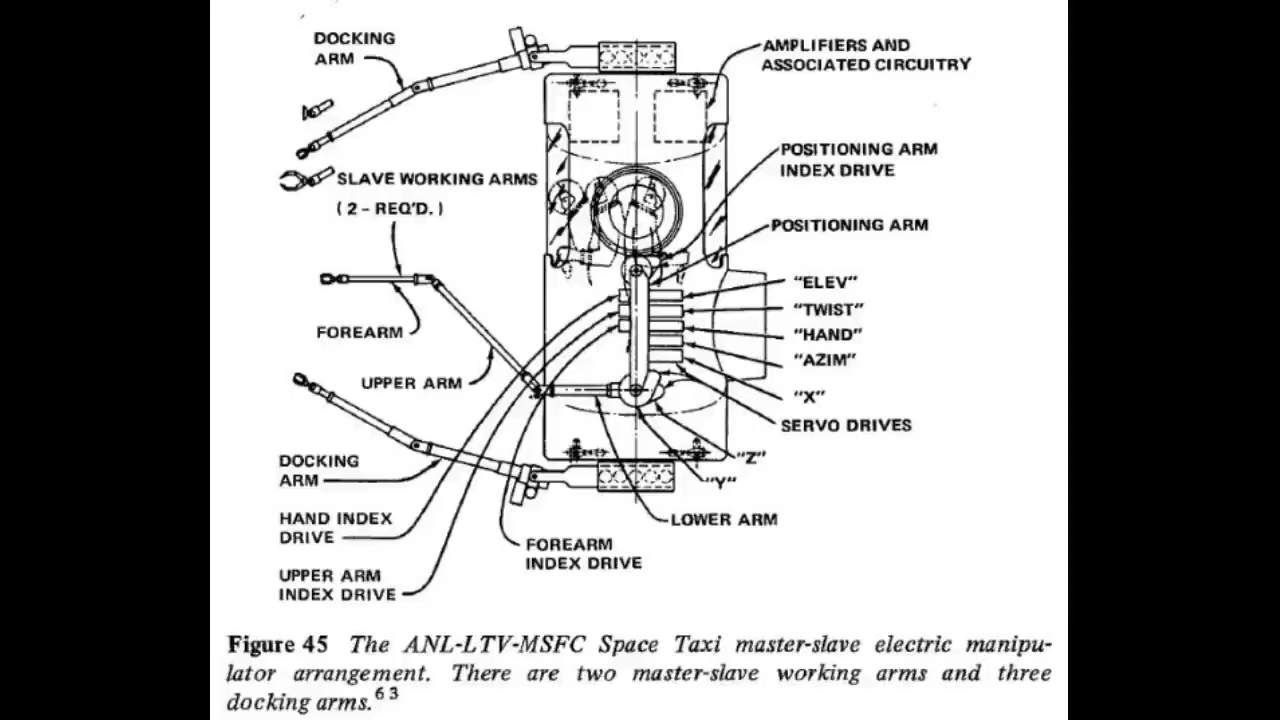 DOCKING
ARM
AMPLIFIERS AND
ASSOCIATED CIRCUITRY
POSITIONING ARM
INDEX DRIVE
SLAVE WORKING ARMS
( 2 – REQ'D. )
POSITIONING ARM
"ELEV"
"TWIST"
FOREARM
"HAND"
"AZIM"
UPPER ARM
"X"
SERVO DRIVES
DOCKING
ARM
"Z"
"Y"
HAND INDEX
DRIVE
LOWER ARM
FOREARM
INDEX DRIVE
UPPER ARM
INDEX DRIVE
Figure 45 The ANL-LTV-MSFC Space Taxi master-slave electric manipu-
lator arrangement. There are two master-slave working arms and three
docking arms.63